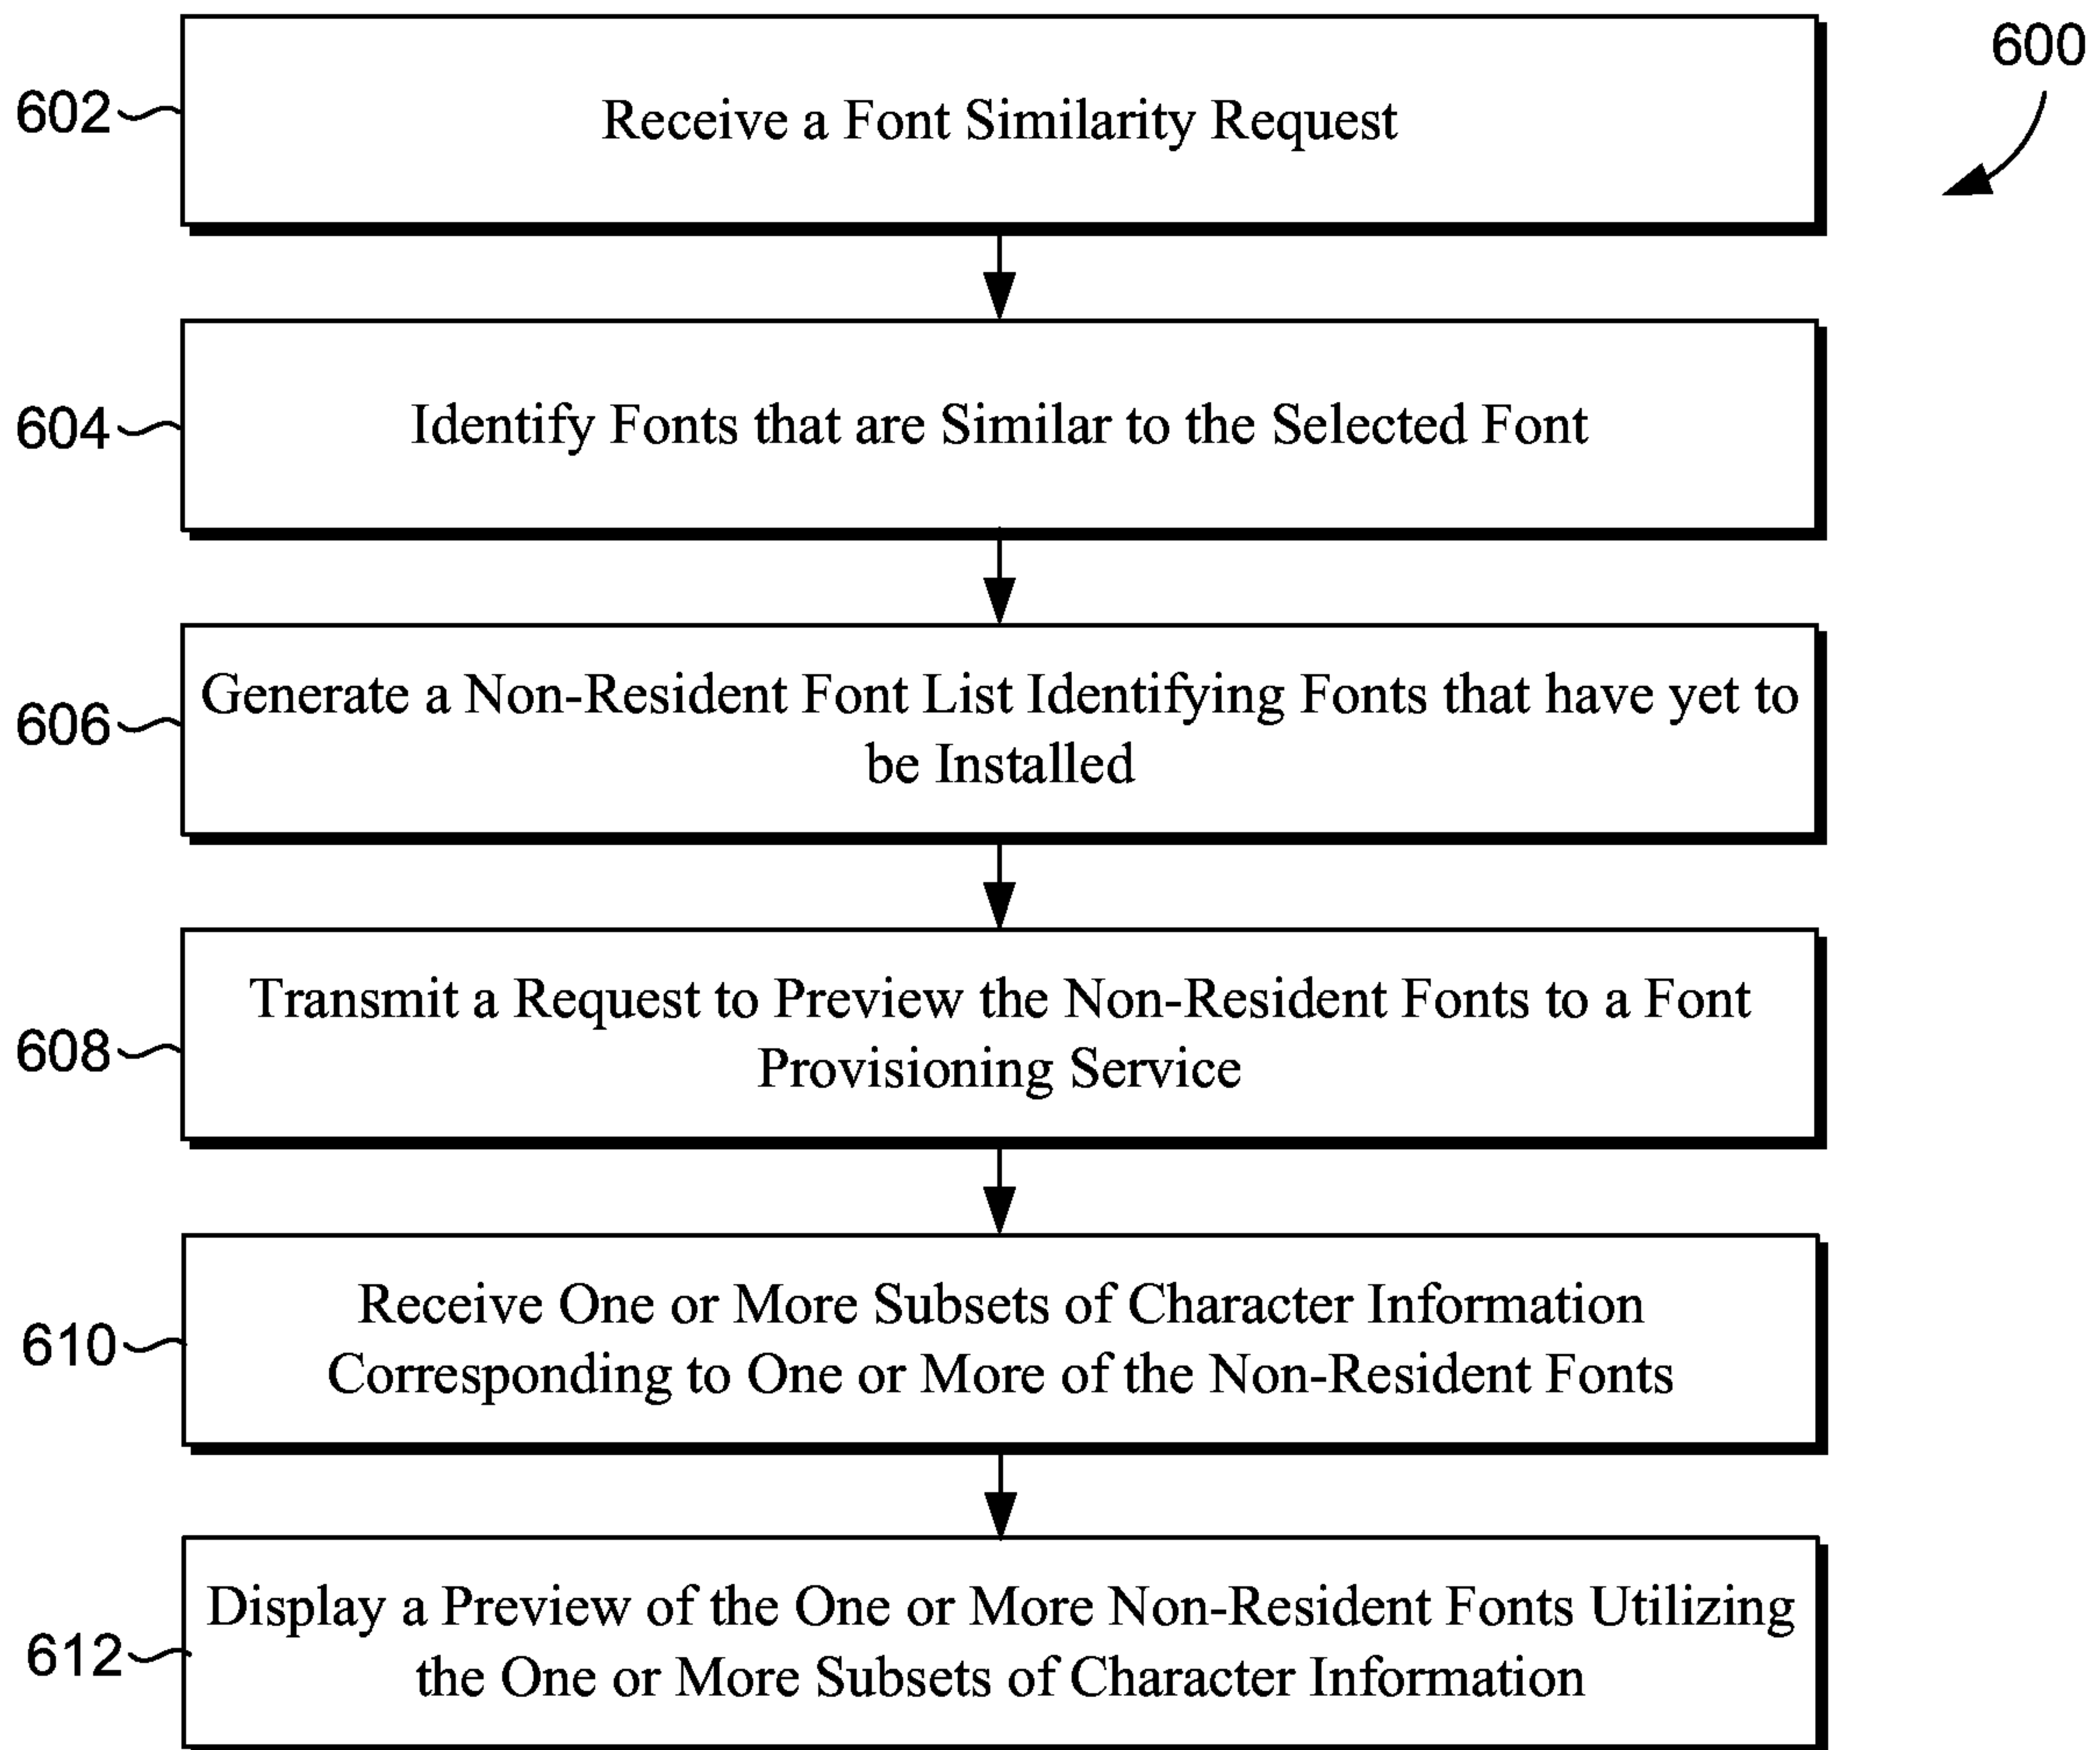 600
602
Receive a Font Similarity Request
604
Identify Fonts that are Similar to the Selected Font
606
Generate a Non-Resident Font List Identifying Fonts that have yet to
be Installed
608
Transmit a Request to Preview the Non-Resident Fonts to a Font
Provisioning Service
610
Receive One or More Subsets of Character Information
Corresponding to One or More of the Non-Resident Fonts
612
Display a Preview of the One or More Non-Resident Fonts Utilizing
the One or More Subsets of Character Information